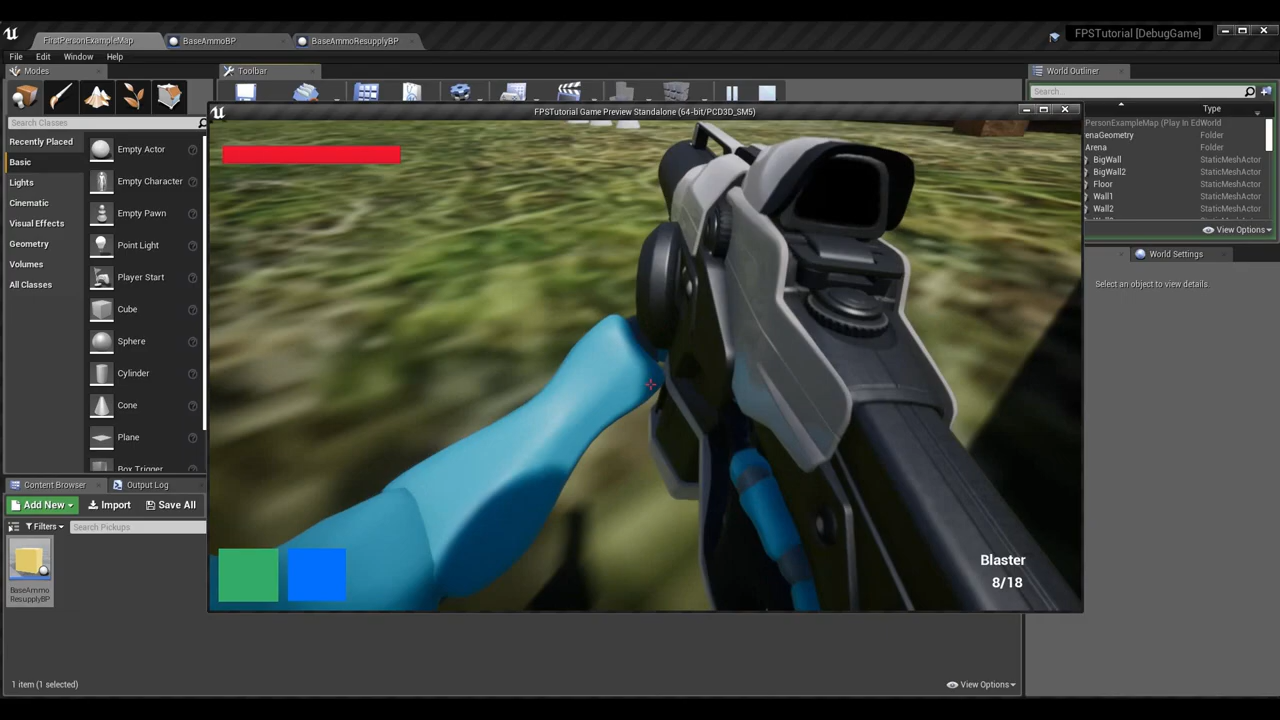 FirstPersonExampleMap
BaseAmmoBP
BaseAmmoResupplyBP
FPSTutorial [DebugGame]
File
Edit
Window
Help
Modes
Toolbar
World Outliner
Search Classes
FPSTutorial Game Preview Standalone (64-bit/PCD3D_SM5)
Search...
Type
Recently Played
Basic
Lights
Cinematic
Visual Effects
Geometry
Volumes
All Classes
Empty Actor
Empty Character
Empty Pawn
Point Light
Player Start
Cube
Sphere
Cylinder
Cone
Plane
Box Trigger
PersonExampleMap (Play In Ed World
enaGeometry Folder
Arena Folder
BigWall StaticMeshActor
BigWall2 StaticMeshActor
Floor StaticMeshActor
Wall1 StaticMeshActor
Wall2 StaticMeshActor
View Options
World Settings
Select an object to view details.
Content Browser
Output Log
Add New
Import
Save All
Filters
Search Pickups
BaseAmmo
ResupplyBP
Blaster
8/18
1 item (1 selected)
View Options